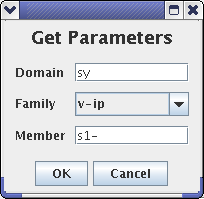 Get Parameters
Domain sy
Family v-ip
Member s1-
OK Cancel